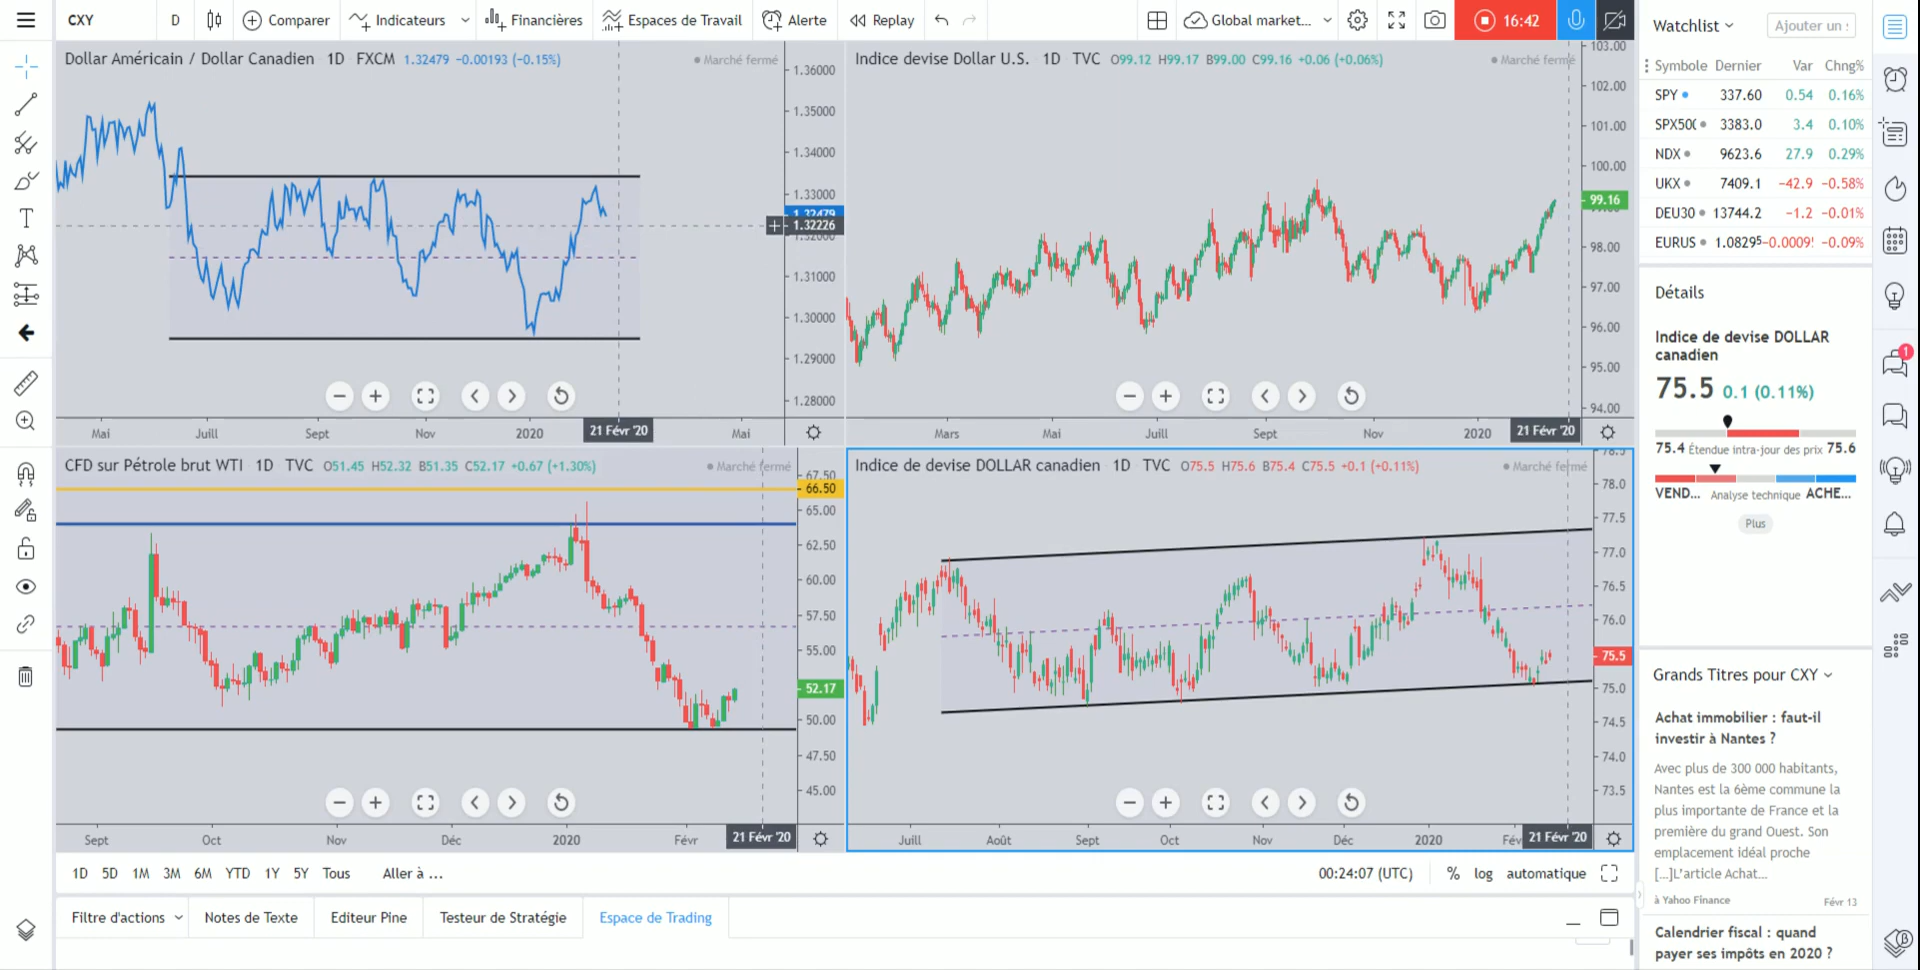 CXY D Comparer Indicateurs Financières Espaces de Travail Alerte Replay Global market... 16:42
Dollar Américain / Dollar Canadien 1D FXCM 1.32479 −0.00193 (−0.15%) Marché fermé
1.36000
1.35000
1.34000
1.33000
1.32479
1.32226
1.32000
1.31000
1.30000
1.29000
1.28000
Mai Juill Sept Nov 2020 21 Févr '20 Mai
Indice devise Dollar U.S. 1D TVC O99.12 H99.17 B99.00 C99.16 +0.06 (+0.06%) Marché fermé
103.00
102.00
101.00
100.00
99.16
98.00
97.00
96.00
95.00
94.00
Mars Mai Juill Sept Nov 2020 21 Févr '20
CFD sur Pétrole brut WTI 1D TVC O51.45 H52.32 B51.35 C52.17 +0.67 (+1.30%) Marché fermé
67.50
66.50
65.00
62.50
60.00
57.50
55.00
52.17
50.00
47.50
45.00
Sept Oct Nov Déc 2020 Févr 21 Févr '20
Indice de devise DOLLAR canadien 1D TVC O75.5 H75.6 B75.4 C75.5 +0.1 (+0.11%) Marché fermé
78.5
78.0
77.5
77.0
76.5
76.0
75.5
75.0
74.5
74.0
73.5
Juill Août Sept Oct Nov Déc 2020 Fév 21 Févr '20
1D 5D 1M 3M 6M YTD 1Y 5Y Tous Aller à ... 00:24:07 (UTC) % log automatique
Filtre d'actions Notes de Texte Editeur Pine Testeur de Stratégie Espace de Trading
Watchlist Ajouter un s
Symbole Dernier Var Chng%
SPY 337.60 0.54 0.16%
SPX500 3383.0 3.4 0.10%
NDX 9623.6 27.9 0.29%
UKX 7409.1 −42.9 −0.58%
DEU30 13744.2 −1.2 −0.01%
EURUS 1.08295 −0.0009 −0.09%
Détails
Indice de devise DOLLAR
canadien
75.5 0.1 (0.11%)
75.4 Étendue intra-jour des prix 75.6
VEND... Analyse technique ACHE...
Plus
Grands Titres pour CXY
Achat immobilier : faut-il
investir à Nantes ?
Avec plus de 300 000 habitants,
Nantes est la 6ème commune la
plus importante de France et la
première du grand Ouest. Son
emplacement idéal proche
[...]L'article Achat...
à Yahoo Finance Févr 13
Calendrier fiscal : quand
payer ses impôts en 2020 ?
1